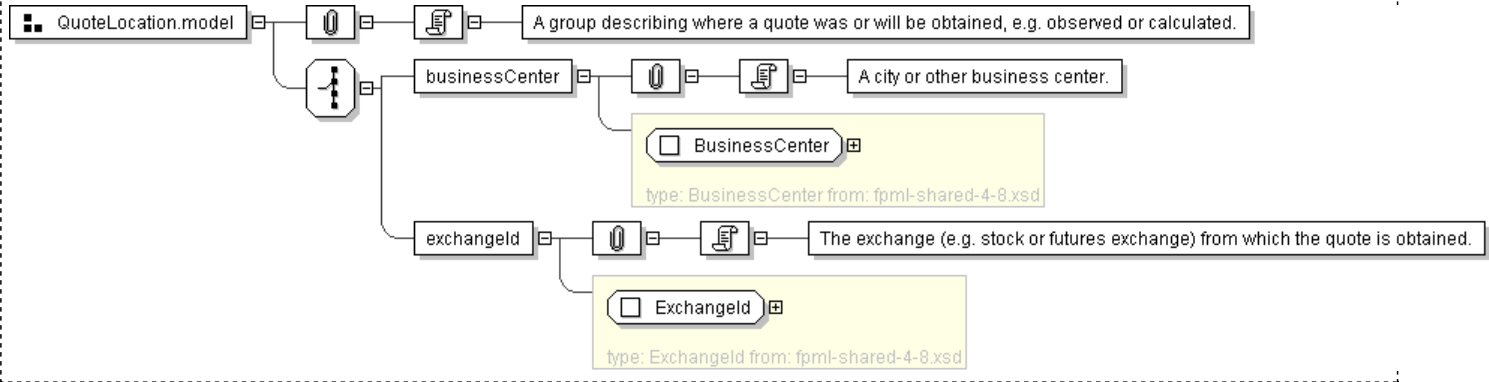 QuoteLocation.model
A group describing where a quote was or will be obtained, e.g. observed or calculated.
businessCenter
A city or other business center.
BusinessCenter
type: BusinessCenter from: fpml-shared-4-8.xsd
exchangeId
The exchange (e.g. stock or futures exchange) from which the quote is obtained.
ExchangeId
type: ExchangeId from: fpml-shared-4-8.xsd